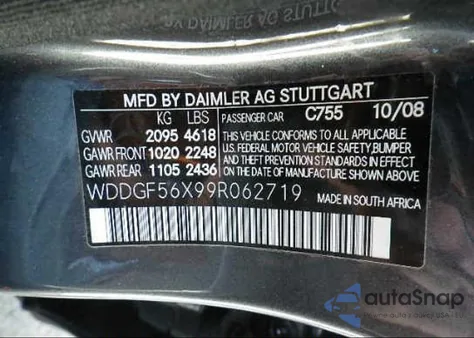 MFD BY DAIMLER AG STUTTGART
KG LBS PASSENGER CAR C755 10/08
GVWR 2095 4618 THIS VEHICLE CONFORMS TO ALL APPLICABLE
GAWR FRONT 1020 2248 U.S. FEDERAL MOTOR VEHICLE SAFETY,BUMPER
AND THEFT PREVENTION STANDARDS IN EFFECT
GAWR REAR 1105 2436 ON THE DATE OF MANUFACTURE SHOWN ABOVE
WDDGF56X99R062719 MADE IN SOUTH AFRICA
autoSnap